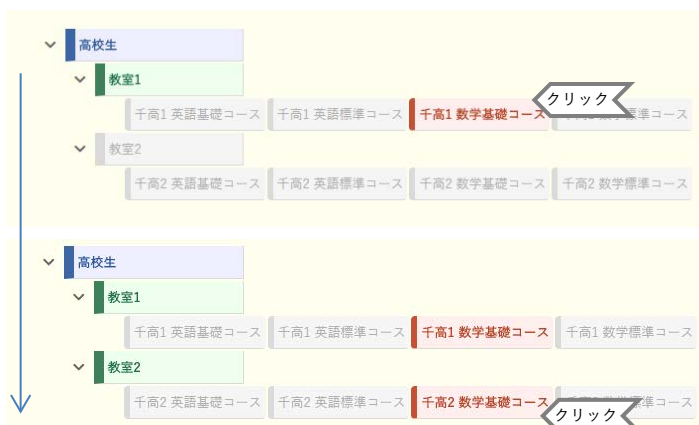 高校生
教室1
千高1 英語基礎コース 千高1 英語標準コース 千高1 数学基礎コース クリック 準コース
教室2
千高2 英語基礎コース 千高2 英語標準コース 千高2 数学基礎コース 千高2 数学標準コース
高校生
教室1
千高1 英語基礎コース 千高1 英語標準コース 千高1 数学基礎コース 千高1 数学標準コース
教室2
千高2 英語基礎コース 千高2 英語標準コース 千高2 数学基礎コース 準コース
クリック